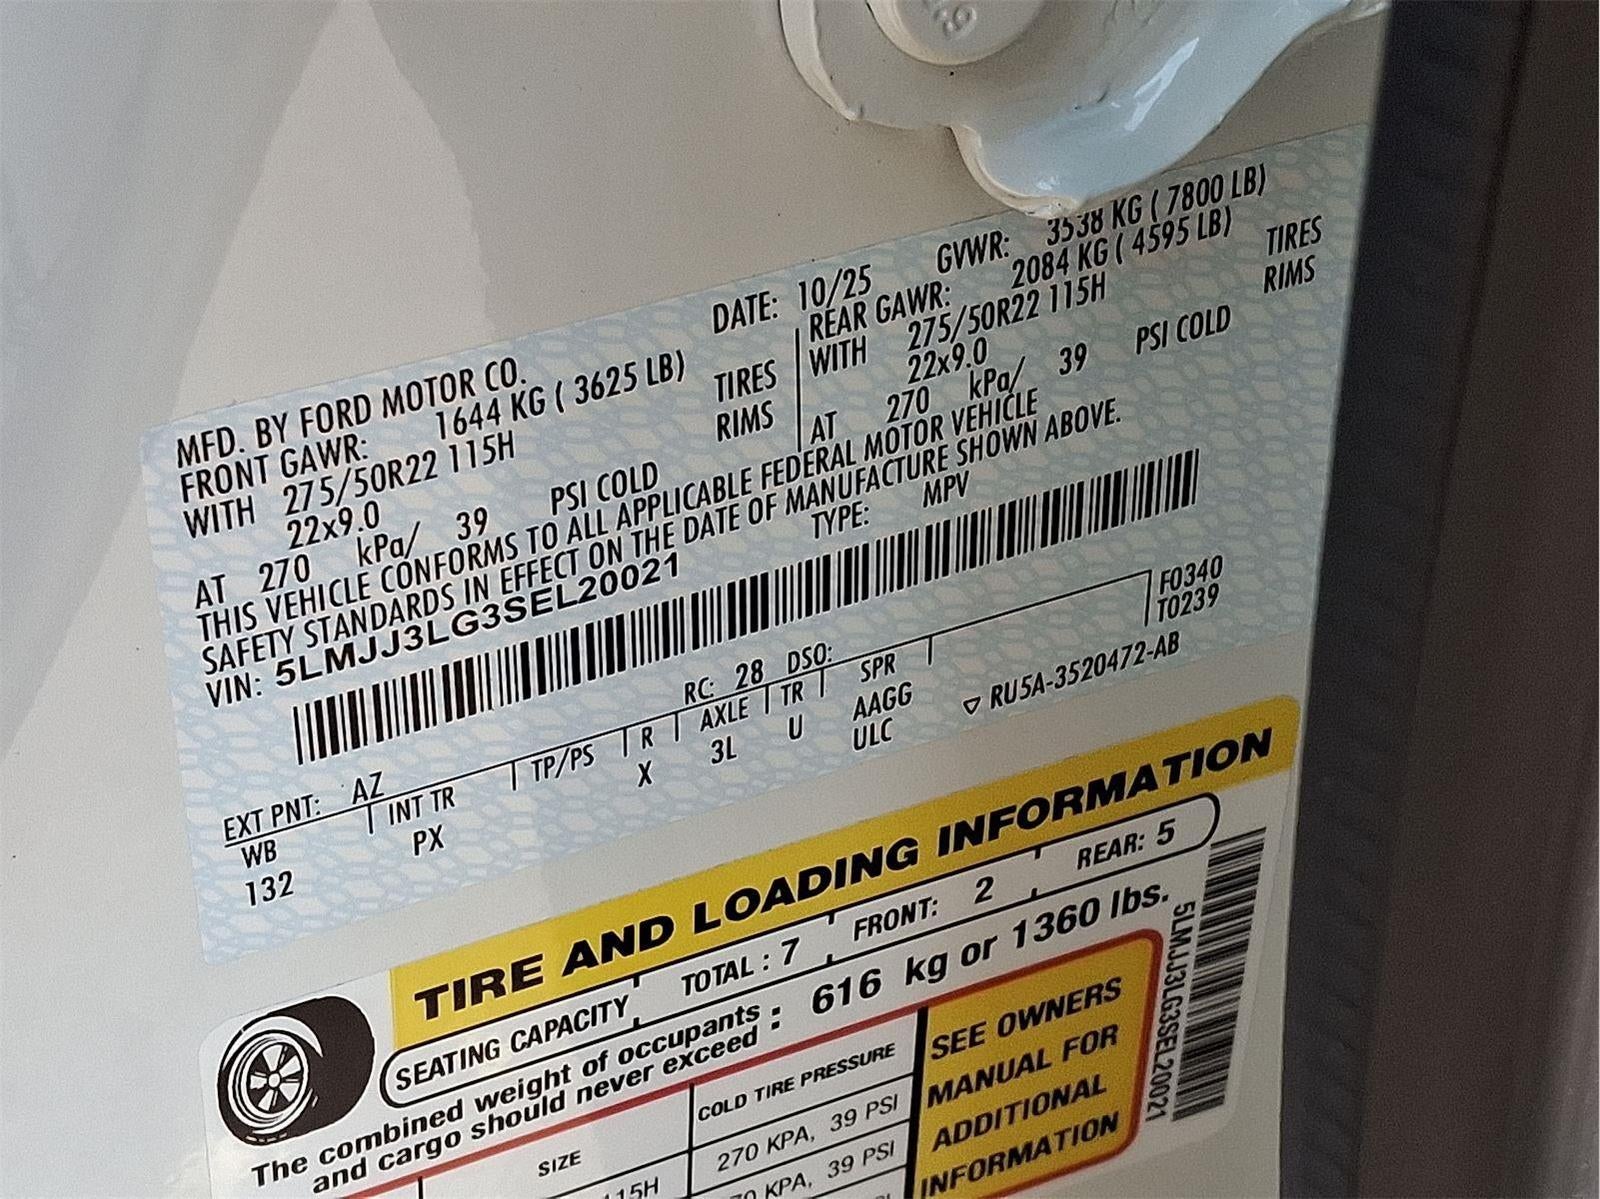 MFD. BY FORD MOTOR CO.
DATE: 10/25
GVWR: 3538 KG ( 7800 LB)
FRONT GAWR: 1644 KG ( 3625 LB)
WITH 275/50R22 115H TIRES
22x9.0 RIMS
AT 270 kPa/ 39 PSI COLD
REAR GAWR: 2084 KG ( 4595 LB)
WITH 275/50R22 115H TIRES
22x9.0 RIMS
AT 270 kPa/ 39 PSI COLD
THIS VEHICLE CONFORMS TO ALL APPLICABLE FEDERAL MOTOR VEHICLE
SAFETY STANDARDS IN EFFECT ON THE DATE OF MANUFACTURE SHOWN ABOVE.
VIN: 5LMJJ3LG3SEL20021
TYPE: MPV
F0340
T0239
EXT PNT: AZ
RC: 28 DSO:
WB INT TR TP/PS R AXLE TR SPR
132 PX X 3L U AAGG
ULC
▽ RU5A-3520472-AB
TIRE AND LOADING INFORMATION
SEATING CAPACITY TOTAL : 7 FRONT: 2 REAR: 5
The combined weight of occupants
and cargo should never exceed : 616 kg or 1360 lbs.
SIZE
COLD TIRE PRESSURE
15H
270 KPA, 39 PSI
KPA, 39 PSI
SEE OWNERS
MANUAL FOR
ADDITIONAL
INFORMATION
5LMJJ3LG3SEL20021